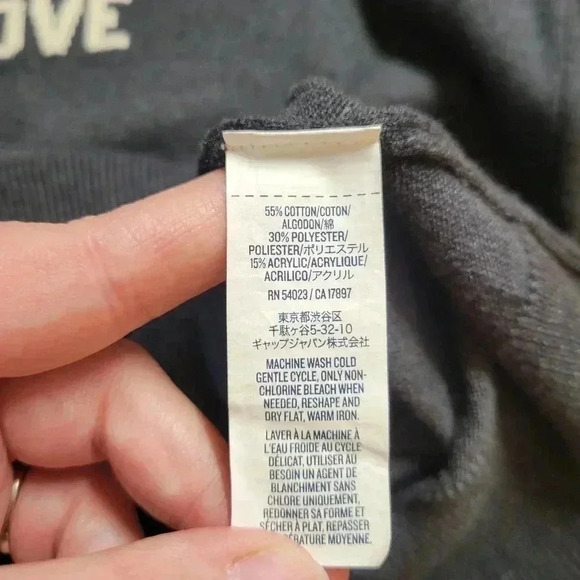 OVE
55% COTTON/COTON/
ALGODON/綿
30% POLYESTER/
POLIESTER/ポリエステル
15% ACRYLIC/ACRYLIQUE/
ACRILICO/アクリル
RN 54023 / CA 17897
東京都渋谷区
千駄ヶ谷5-32-10
ギャップジャパン株式会社
MACHINE WASH COLD
GENTLE CYCLE, ONLY NON-
CHLORINE BLEACH WHEN
NEEDED, RESHAPE AND
DRY FLAT, WARM IRON.
LAVER À LA MACHINE À
L'EAU FROIDE AU CYCLE
DÉLICAT, UTILISER AU
BESOIN UN AGENT DE
BLANCHIMENT SANS
CHLORE UNIQUEMENT,
REDONNER SA FORME ET
SÉCHER À PLAT, REPASSER
TEMPÉRATURE MOYENNE.